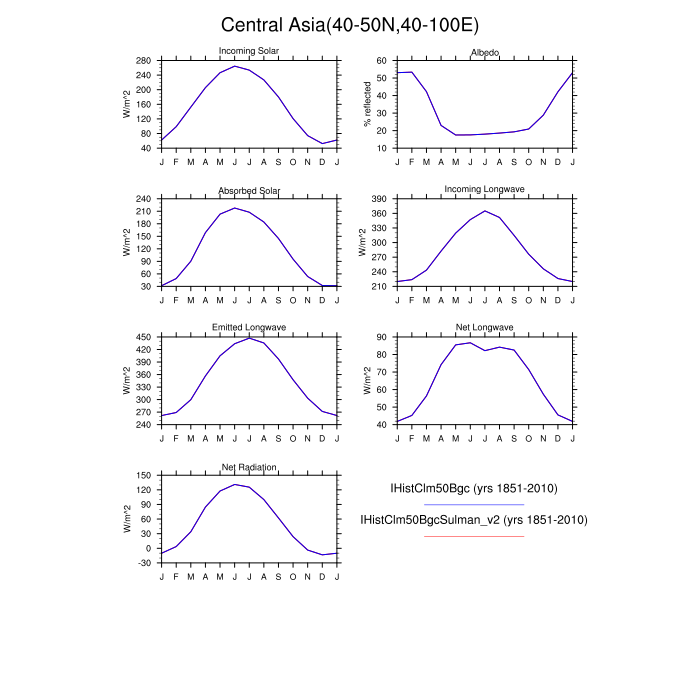 Central Asia(40-50N,40-100E)
Incoming Solar
W/m^2
280
240
200
160
120
80
40
J F M A M J J A S O N D J
Albedo
% reflected
60
50
40
30
20
10
J F M A M J J A S O N D J
Absorbed Solar
W/m^2
240
210
180
150
120
90
60
30
J F M A M J J A S O N D J
Incoming Longwave
W/m^2
390
360
330
300
270
240
210
J F M A M J J A S O N D J
Emitted Longwave
W/m^2
450
420
390
360
330
300
270
240
J F M A M J J A S O N D J
Net Longwave
W/m^2
90
80
70
60
50
40
J F M A M J J A S O N D J
Net Radiation
W/m^2
150
120
90
60
30
0
-30
J F M A M J J A S O N D J
IHistClm50Bgc (yrs 1851-2010)
IHistClm50BgcSulman_v2 (yrs 1851-2010)